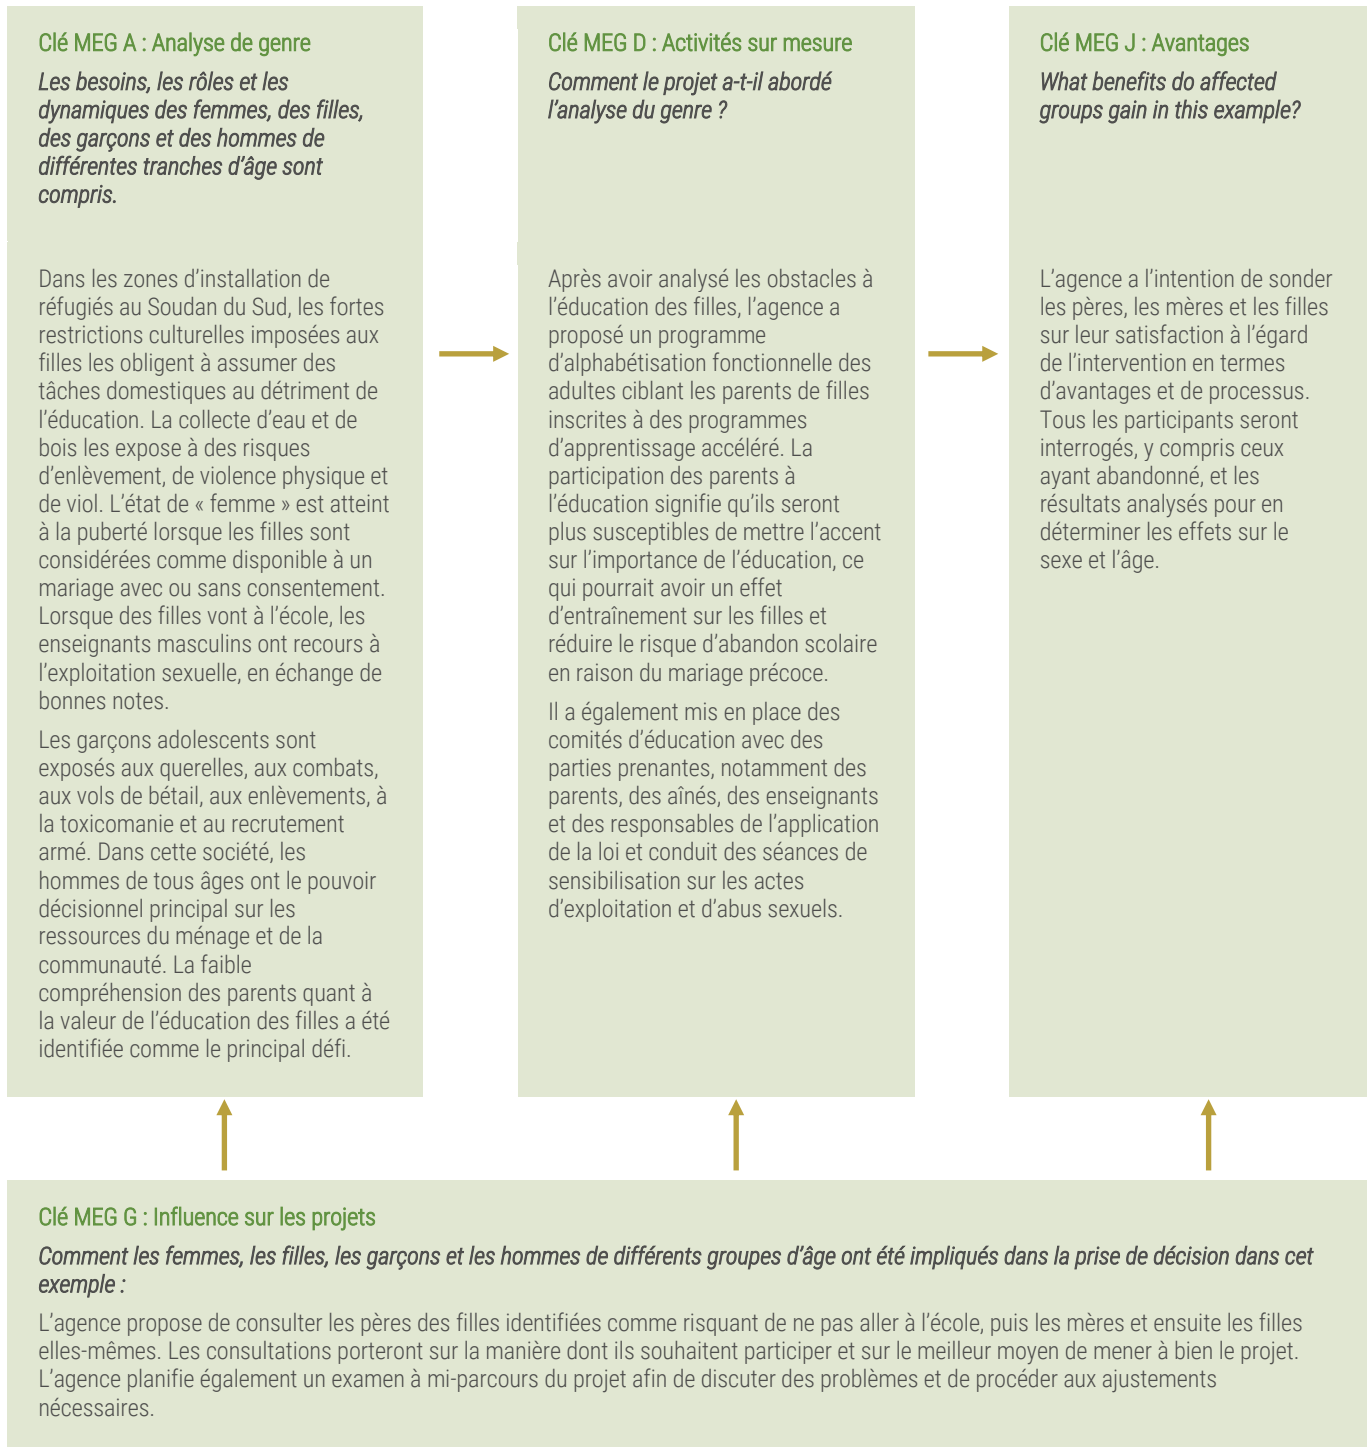 Clé MEG A : Analyse de genre
Les besoins, les rôles et les
dynamiques des femmes, des filles,
des garçons et des hommes de
différentes tranches d’âge sont
compris.
Dans les zones d’installation de
réfugiés au Soudan du Sud, les fortes
restrictions culturelles imposées aux
filles les obligent à assumer des
tâches domestiques au détriment de
l’éducation. La collecte d’eau et de
bois les expose à des risques
d’enlèvement, de violence physique et
de viol. L’état de « femme » est atteint
à la puberté lorsque les filles sont
considérées comme disponible à un
mariage avec ou sans consentement.
Lorsque des filles vont à l’école, les
enseignants masculins ont recours à
l’exploitation sexuelle, en échange de
bonnes notes.
Les garçons adolescents sont
exposés aux querelles, aux combats,
aux vols de bétail, aux enlèvements, à
la toxicomanie et au recrutement
armé. Dans cette société, les
hommes de tous âges ont le pouvoir
décisionnel principal sur les
ressources du ménage et de la
communauté. La faible
compréhension des parents quant à
la valeur de l’éducation des filles a été
identifiée comme le principal défi.
Clé MEG D : Activités sur mesure
Comment le projet a-t-il abordé
l’analyse du genre ?
Après avoir analysé les obstacles à
l’éducation des filles, l’agence a
proposé un programme
d’alphabétisation fonctionnelle des
adultes ciblant les parents de filles
inscrites à des programmes
d’apprentissage accéléré. La
participation des parents à
l’éducation signifie qu’ils seront
plus susceptibles de mettre l’accent
sur l’importance de l’éducation, ce
qui pourrait avoir un effet
d’entraînement sur les filles et
réduire le risque d’abandon scolaire
en raison du mariage précoce.
Il a également mis en place des
comités d’éducation avec des
parties prenantes, notamment des
parents, des aînés, des enseignants
et des responsables de l’application
de la loi et conduit des séances de
sensibilisation sur les actes
d’exploitation et d’abus sexuels.
Clé MEG J : Avantages
What benefits do affected
groups gain in this example?
L’agence a l’intention de sonder
les pères, les mères et les filles
sur leur satisfaction à l’égard
de l’intervention en termes
d’avantages et de processus.
Tous les participants seront
interrogés, y compris ceux
ayant abandonné, et les
résultats analysés pour en
déterminer les effets sur le
sexe et l’âge.
Clé MEG G : Influence sur les projets
Comment les femmes, les filles, les garçons et les hommes de différents groupes d’âge ont été impliqués dans la prise de décision dans cet
exemple :
L’agence propose de consulter les pères des filles identifiées comme risquant de ne pas aller à l’école, puis les mères et ensuite les filles
elles-mêmes. Les consultations porteront sur la manière dont ils souhaitent participer et sur le meilleur moyen de mener à bien le projet.
L’agence planifie également un examen à mi-parcours du projet afin de discuter des problèmes et de procéder aux ajustements
nécessaires.